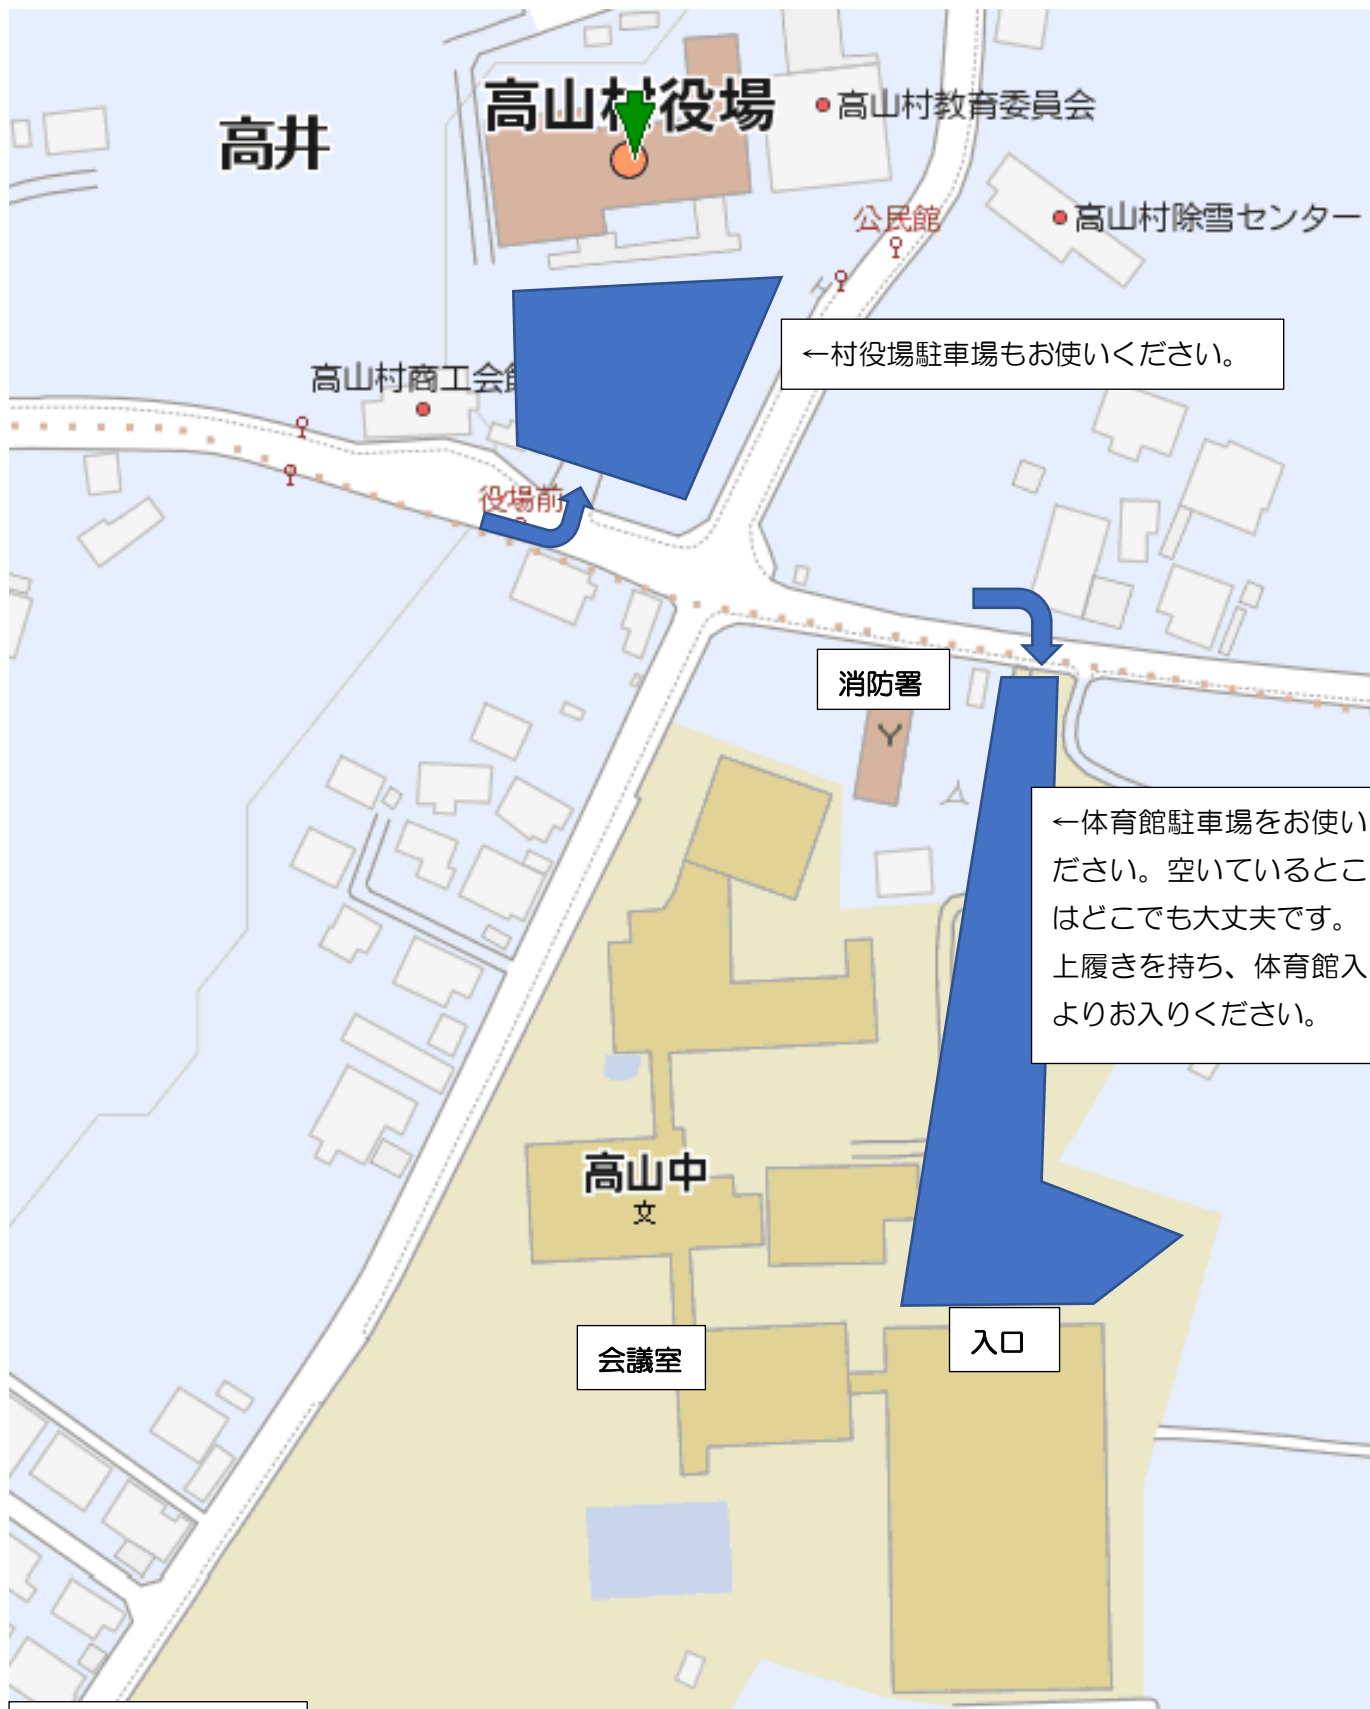 高山村役場
高山村教育委員会
高井
高山村除雪センター
公民館
←村役場駐車場もお使いください。
高山村商工会館
役場前
消防署
←体育館駐車場をお使い
ださい。空いているとこ
はどこでも大丈夫です。
上履きを持ち、体育館入
よりお入りください。
高山中
文
入口
会議室